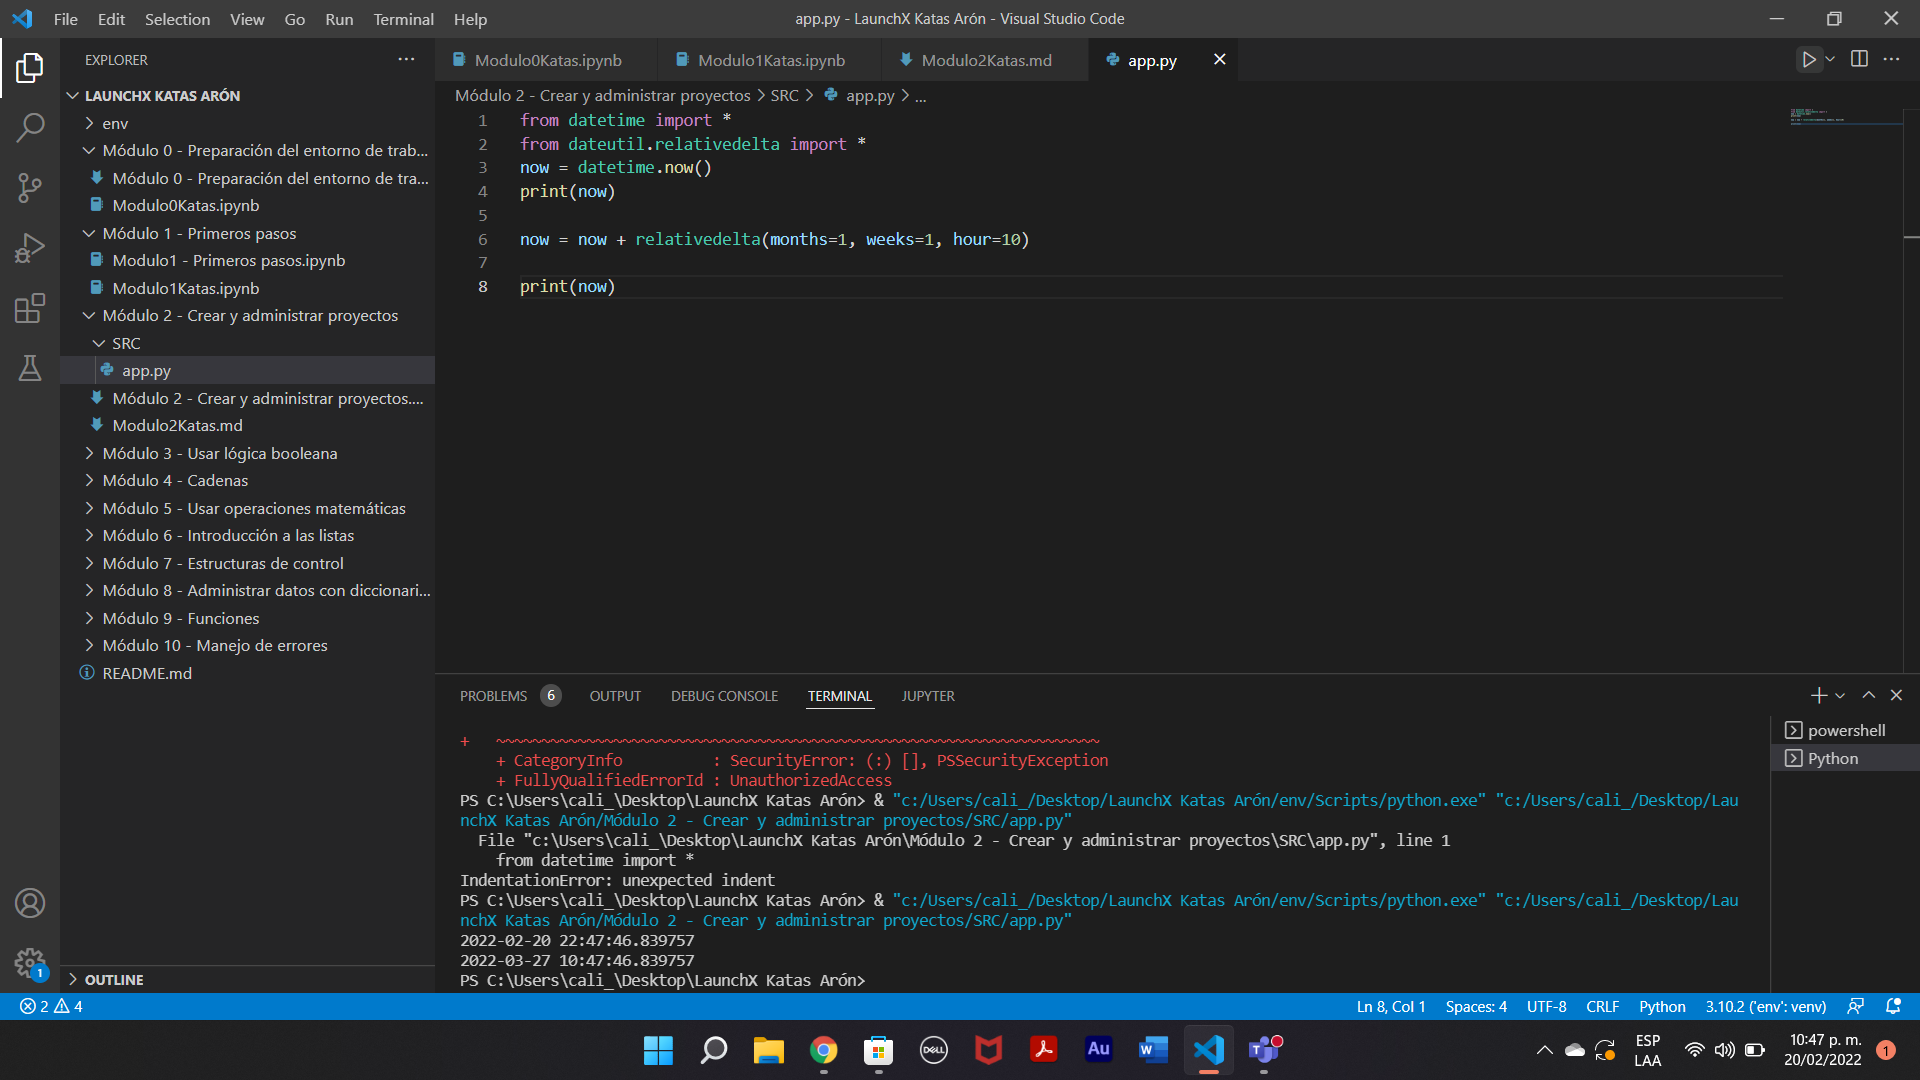 File Edit Selection View Go Run Terminal Help
app.py - LaunchX Katas Arón - Visual Studio Code
EXPLORER
LAUNCHX KATAS ARÓN
env
Módulo 0 - Preparación del entorno de trab...
Módulo 0 - Preparación del entorno de tra...
Modulo0Katas.ipynb
Módulo 1 - Primeros pasos
Modulo1 - Primeros pasos.ipynb
Modulo1Katas.ipynb
Módulo 2 - Crear y administrar proyectos
SRC
app.py
Módulo 2 - Crear y administrar proyectos....
Modulo2Katas.md
Módulo 3 - Usar lógica booleana
Módulo 4 - Cadenas
Módulo 5 - Usar operaciones matemáticas
Módulo 6 - Introducción a las listas
Módulo 7 - Estructuras de control
Módulo 8 - Administrar datos con diccionari...
Módulo 9 - Funciones
Módulo 10 - Manejo de errores
README.md
OUTLINE
Modulo0Katas.ipynb Modulo1Katas.ipynb Modulo2Katas.md app.py
Módulo 2 - Crear y administrar proyectos > SRC > app.py > ...
1 from datetime import *
2 from dateutil.relativedelta import *
3 now = datetime.now()
4 print(now)
5
6 now = now + relativedelta(months=1, weeks=1, hour=10)
7
8 print(now)
PROBLEMS 6 OUTPUT DEBUG CONSOLE TERMINAL JUPYTER
powershell
Python
+ ~~~~~~~~~~~~~~~~~~~~~~~~~~~~~~~~~~~~~~~~~~~~~~~~~~~~~~~~~~~~~~~~~~~
+ CategoryInfo : SecurityError: (:) [], PSSecurityException
+ FullyQualifiedErrorId : UnauthorizedAccess
PS C:\Users\cali_\Desktop\LaunchX Katas Arón> & "c:/Users/cali_/Desktop/LaunchX Katas Arón/env/Scripts/python.exe" "c:/Users/cali_/Desktop/Lau
nchX Katas Arón/Módulo 2 - Crear y administrar proyectos/SRC/app.py"
File "c:\Users\cali_\Desktop\LaunchX Katas Arón\Módulo 2 - Crear y administrar proyectos\SRC\app.py", line 1
from datetime import *
IndentationError: unexpected indent
PS C:\Users\cali_\Desktop\LaunchX Katas Arón> & "c:/Users/cali_/Desktop/LaunchX Katas Arón/env/Scripts/python.exe" "c:/Users/cali_/Desktop/Lau
nchX Katas Arón/Módulo 2 - Crear y administrar proyectos/SRC/app.py"
2022-02-20 22:47:46.839757
2022-03-27 10:47:46.839757
PS C:\Users\cali_\Desktop\LaunchX Katas Arón>
1
2 4
Ln 8, Col 1 Spaces: 4 UTF-8 CRLF Python 3.10.2 ('env': venv)
DELL
Au
W
T
ESP
LAA
10:47 p. m.
20/02/2022
1